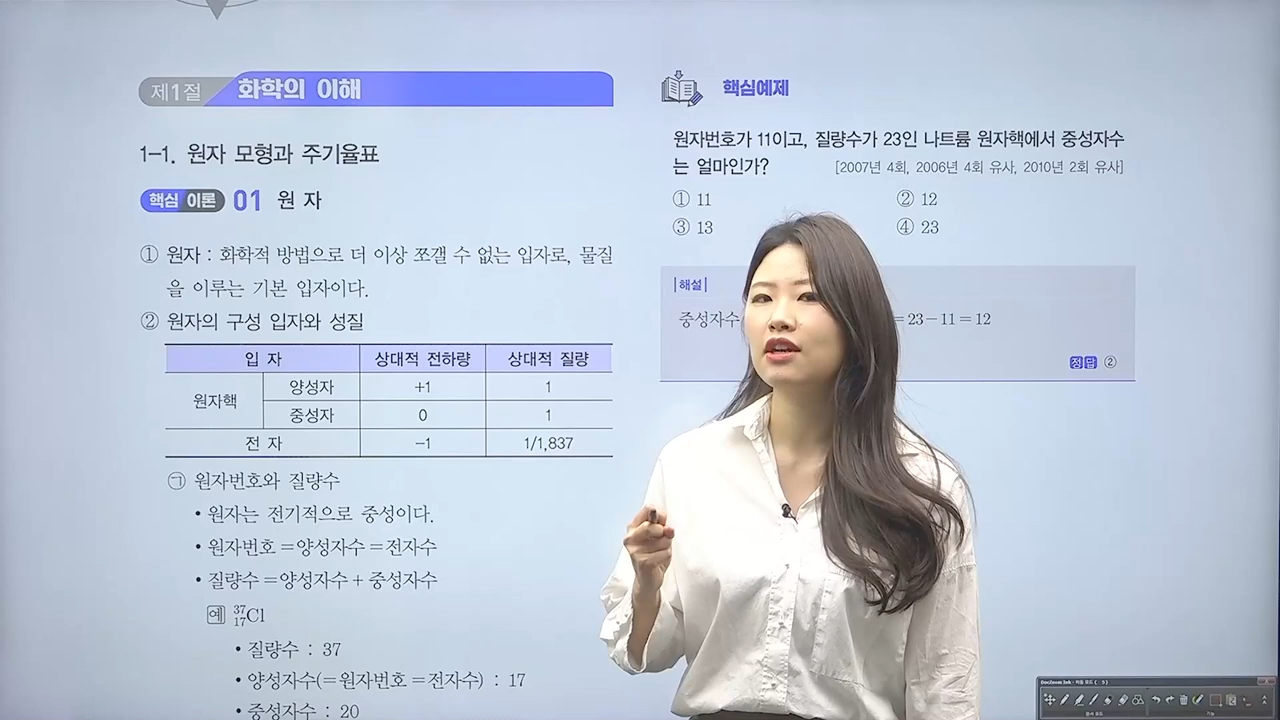 제1절 화학의 이해
1-1. 원자 모형과 주기율표
핵심 이론 01 원 자
① 원자 : 화학적 방법으로 더 이상 쪼갤 수 없는 입자로, 물질
을 이루는 기본 입자이다.
② 원자의 구성 입자와 성질
입 자 상대적 전하량 상대적 질량
원자핵 양성자 +1 1
중성자 0 1
전 자 -1 1/1,837
㉠ 원자번호와 질량수
• 원자는 전기적으로 중성이다.
• 원자번호 = 양성자수 = 전자수
• 질량수 = 양성자수 + 중성자수
예 ³⁷₁₇Cl
• 질량수 : 37
• 양성자수(=원자번호 =전자수) : 17
• 중성자수 : 20
핵심예제
원자번호가 11이고, 질량수가 23인 나트륨 원자핵에서 중성자수
는 얼마인가? [2007년 4회, 2006년 4회 유사, 2010년 2회 유사]
① 11 ② 12
③ 13 ④ 23
해설
중성자수 = 23 - 11 = 12
정답 ②